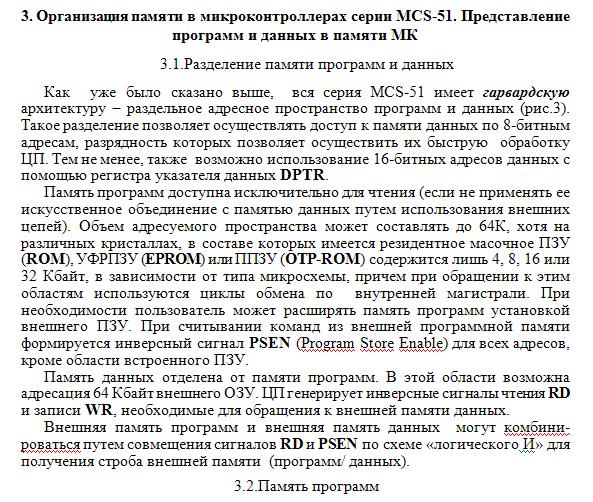 3. Организация памяти в микроконтроллерах серии MCS-51. Представление
программ и данных в памяти МК
3.1.Разделение памяти программ и данных
Как уже было сказано выше, вся серия MCS-51 имеет гарвардскую
архитектуру – раздельное адресное пространство программ и данных (рис.3).
Такое разделение позволяет осуществлять доступ к памяти данных по 8-битным
адресам, разрядность которых позволяет осуществить их быструю обработку
ЦП. Тем не менее, также возможно использование 16-битных адресов данных с
помощью регистра указателя данных DPTR.
Память программ доступна исключительно для чтения (если не применять ее
искусственное объединение с памятью данных путем использования внешних
цепей). Объем адресуемого пространства может составлять до 64К, хотя на
различных кристаллах, в составе которых имеется резидентное масочное ПЗУ
(ROM), УФРПЗУ (EPROM) или ППЗУ (OTP-ROM) содержится лишь 4, 8, 16 или
32 Кбайт, в зависимости от типа микросхемы, причем при обращении к этим
областям используются циклы обмена по внутренней магистрали. При
необходимости пользователь может расширять память программ установкой
внешнего ПЗУ. При считывании команд из внешней программной памяти
формируется инверсный сигнал PSEN (Program Store Enable) для всех адресов,
кроме области встроенного ПЗУ.
Память данных отделена от памяти программ. В этой области возможна
адресация 64 Кбайт внешнего ОЗУ. ЦП генерирует инверсные сигналы чтения RD
и записи WR, необходимые для обращения к внешней памяти данных.
Внешняя память программ и внешняя память данных могут комбини-
роваться путем совмещения сигналов RD и PSEN по схеме «логического И» для
получения строба внешней памяти (программ/ данных).
3.2.Память программ